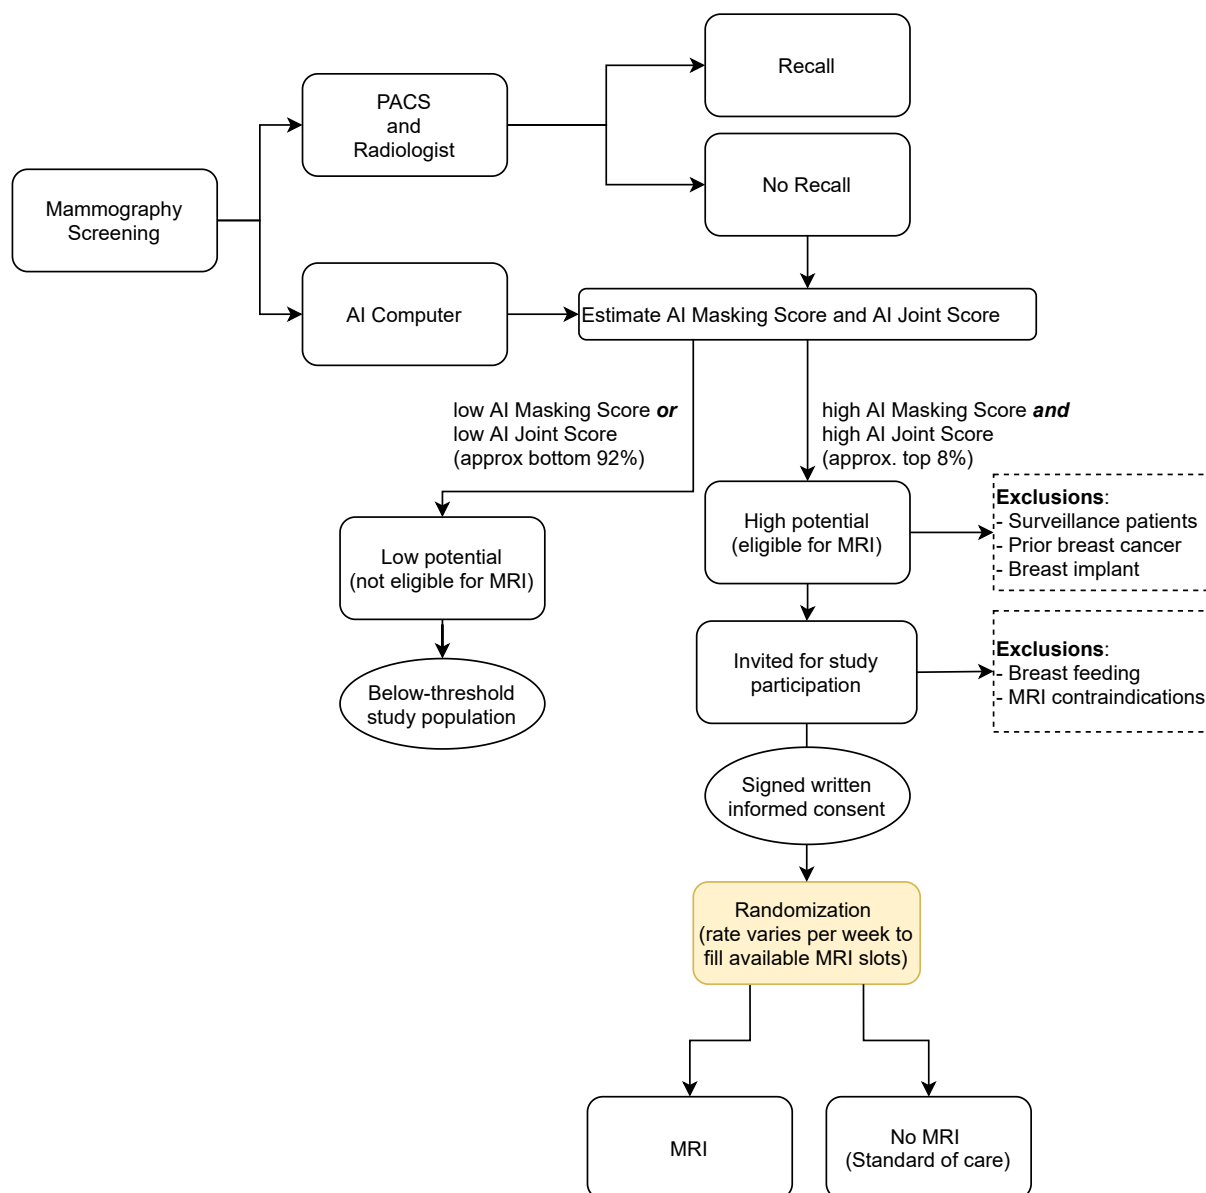 Recall
PACS
and
Radiologist
No Recall
Mammography
Screening
AI Computer
Estimate AI Masking Score and AI Joint Score
low AI Masking Score or
low AI Joint Score
(approx bottom 92%)
high AI Masking Score and
high AI Joint Score
(approx. top 8%)
High potential
(eligible for MRI)
Exclusions:
- Surveillance patients
- Prior breast cancer
- Breast implant
Low potential
(not eligible for MRI)
Invited for study
participation
Exclusions:
- Breast feeding
- MRI contraindications
Below-threshold
study population
Signed written
informed consent
Randomization
(rate varies per week to
fill available MRI slots)
MRI
No MRI
(Standard of care)